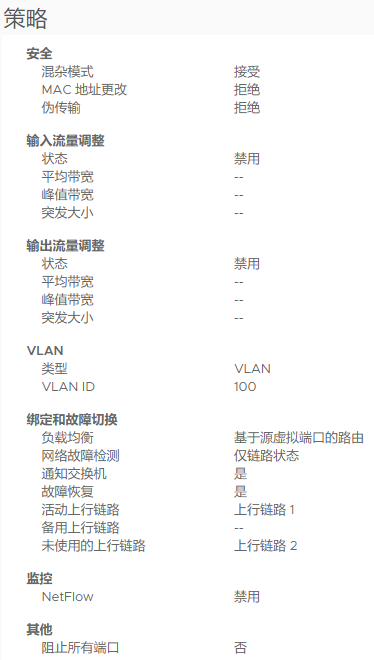 策略
安全
混杂模式 接受
MAC 地址更改 拒绝
伪传输 拒绝
输入流量调整
状态 禁用
平均带宽 --
峰值带宽 --
突发大小 --
输出流量调整
状态 禁用
平均带宽 --
峰值带宽 --
突发大小 --
VLAN
类型 VLAN
VLAN ID 100
绑定和故障切换
负载均衡 基于源虚拟端口的路由
网络故障检测 仅链路状态
通知交换机 是
故障恢复 是
活动上行链路 上行链路 1
备用上行链路 --
未使用的上行链路 上行链路 2
监控
NetFlow 禁用
其他
阻止所有端口 否